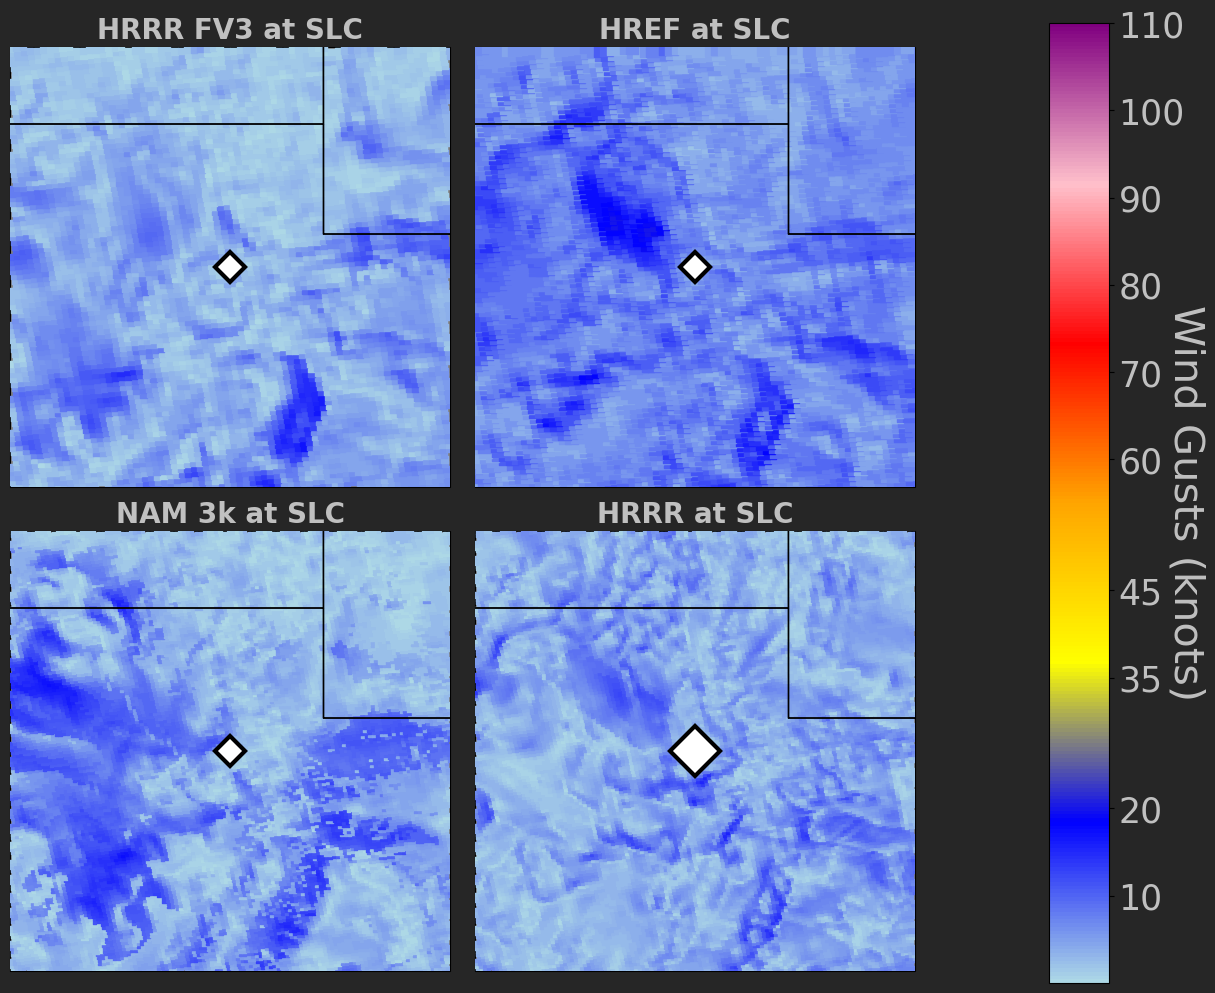 HRRR FV3 at SLC
HREF at SLC
NAM 3k at SLC
HRRR at SLC
110
100
90
80
70
60
45
35
20
10
Wind Gusts (knots)